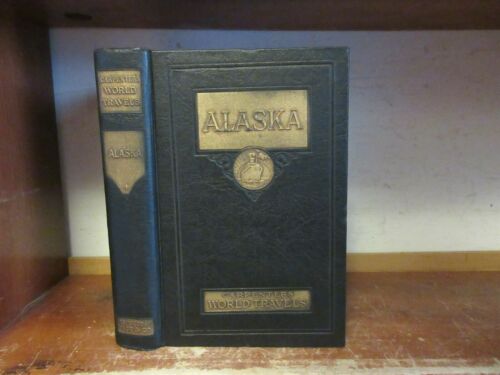 CARPENTER'S
WORLD
TRAVELS
ALASKA
ALASKA
CARPENTER'S
WORLD TRAVELS